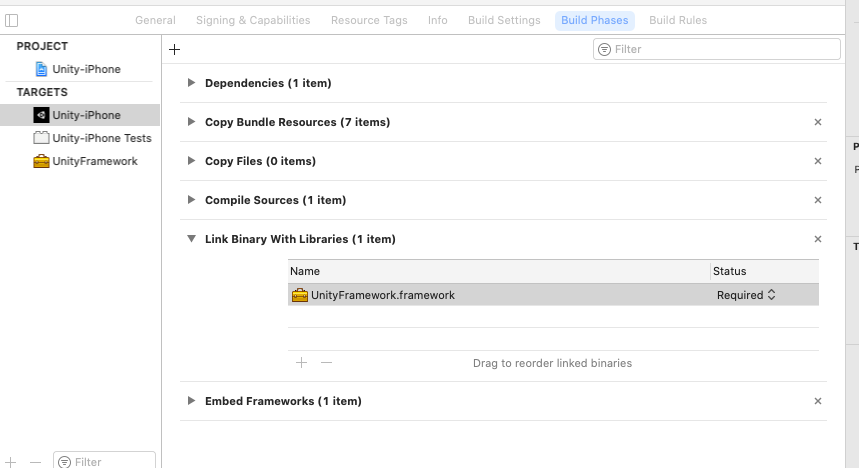 General Signing & Capabilities Resource Tags Info Build Settings Build Phases Build Rules
PROJECT
Unity-iPhone
TARGETS
Unity-iPhone
Unity-iPhone Tests
UnityFramework
Filter
Filter
Dependencies (1 item)
Copy Bundle Resources (7 items)
Copy Files (0 items)
Compile Sources (1 item)
Link Binary With Libraries (1 item)
Name Status
UnityFramework.framework Required
Drag to reorder linked binaries
Embed Frameworks (1 item)